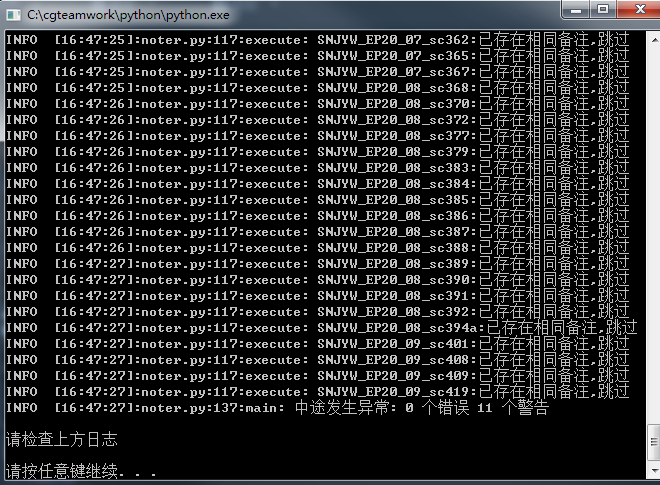 C:\cgteamwork\python\python.exe
INFO  [16:47:25]:noter.py:117:execute: SNJYW_EP20_07_sc362:已存在相同备注,跳过
INFO  [16:47:25]:noter.py:117:execute: SNJYW_EP20_07_sc365:已存在相同备注,跳过
INFO  [16:47:25]:noter.py:117:execute: SNJYW_EP20_07_sc367:已存在相同备注,跳过
INFO  [16:47:25]:noter.py:117:execute: SNJYW_EP20_08_sc368:已存在相同备注,跳过
INFO  [16:47:26]:noter.py:117:execute: SNJYW_EP20_08_sc370:已存在相同备注,跳过
INFO  [16:47:26]:noter.py:117:execute: SNJYW_EP20_08_sc372:已存在相同备注,跳过
INFO  [16:47:26]:noter.py:117:execute: SNJYW_EP20_08_sc377:已存在相同备注,跳过
INFO  [16:47:26]:noter.py:117:execute: SNJYW_EP20_08_sc379:已存在相同备注,跳过
INFO  [16:47:26]:noter.py:117:execute: SNJYW_EP20_08_sc383:已存在相同备注,跳过
INFO  [16:47:26]:noter.py:117:execute: SNJYW_EP20_08_sc384:已存在相同备注,跳过
INFO  [16:47:26]:noter.py:117:execute: SNJYW_EP20_08_sc385:已存在相同备注,跳过
INFO  [16:47:26]:noter.py:117:execute: SNJYW_EP20_08_sc386:已存在相同备注,跳过
INFO  [16:47:26]:noter.py:117:execute: SNJYW_EP20_08_sc387:已存在相同备注,跳过
INFO  [16:47:26]:noter.py:117:execute: SNJYW_EP20_08_sc388:已存在相同备注,跳过
INFO  [16:47:27]:noter.py:117:execute: SNJYW_EP20_08_sc389:已存在相同备注,跳过
INFO  [16:47:27]:noter.py:117:execute: SNJYW_EP20_08_sc390:已存在相同备注,跳过
INFO  [16:47:27]:noter.py:117:execute: SNJYW_EP20_08_sc391:已存在相同备注,跳过
INFO  [16:47:27]:noter.py:117:execute: SNJYW_EP20_08_sc392:已存在相同备注,跳过
INFO  [16:47:27]:noter.py:117:execute: SNJYW_EP20_08_sc394a:已存在相同备注,跳过
INFO  [16:47:27]:noter.py:117:execute: SNJYW_EP20_09_sc401:已存在相同备注,跳过
INFO  [16:47:27]:noter.py:117:execute: SNJYW_EP20_09_sc408:已存在相同备注,跳过
INFO  [16:47:27]:noter.py:117:execute: SNJYW_EP20_09_sc409:已存在相同备注,跳过
INFO  [16:47:27]:noter.py:117:execute: SNJYW_EP20_09_sc419:已存在相同备注,跳过
INFO  [16:47:27]:noter.py:137:main: 中途发生异常: 0 个错误 11 个警告
请检查上方日志
请按任意键继续. . .